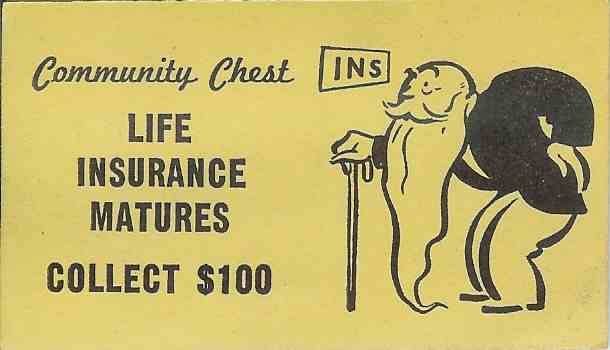 Community Chest
INS
LIFE
INSURANCE
MATURES
COLLECT $100